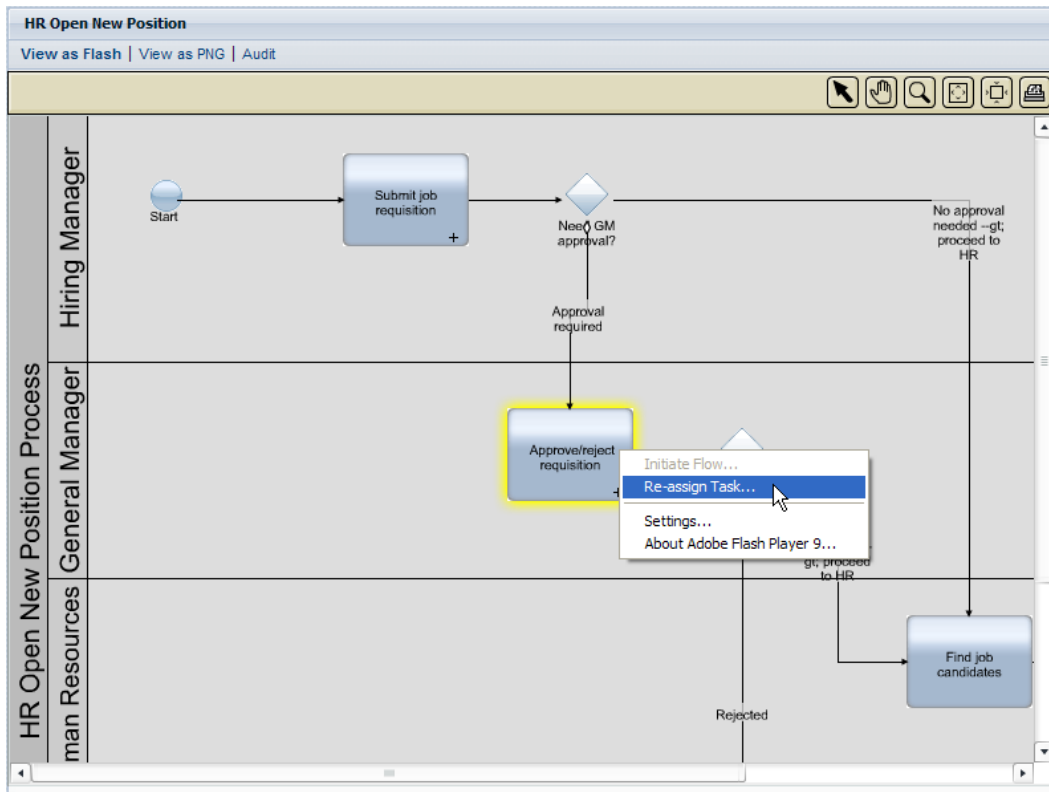 HR Open New Position
View as Flash | View as PNG | Audit
HR Open New Position Process
Hiring Manager
Start
Submit job
requisition
+
Need GM
approval?
No approval
needed --gt;
proceed to
HR
Approval
required
General Manager
Approve/reject
requisition
+
Initiate Flow...
Re-assign Task...
Settings...
About Adobe Flash Player 9...
gt; proceed
to HR
man Resources
Find job
candidates
Rejected